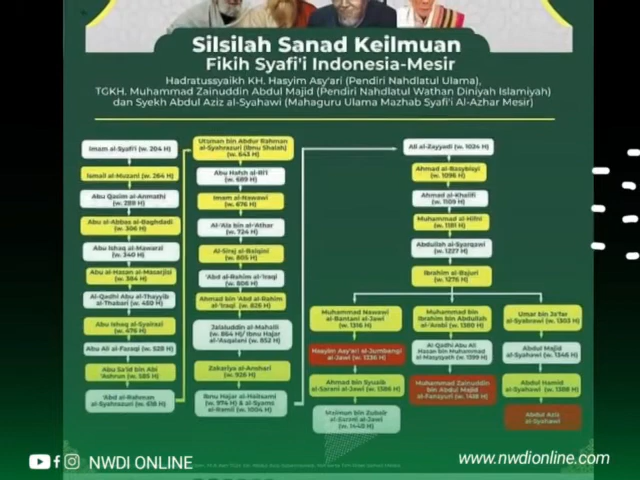 Silsilah Sanad Keilmuan
Fikih Syafi'i Indonesia-Mesir
Hadratussyaikh KH. Hasyim Asy'ari (Pendiri Nahdlatul Ulama),
TGKH. Muhammad Zainuddin Abdul Majid (Pendiri Nahdlatul Wathan Diniyah Islamiyah)
dan Syekh Abdul Aziz al-Syahawi (Mahaguru Ulama Mazhab Syafi'i Al-Azhar Mesir)
Imam al-Syafi'i (w. 204 H)
Ismail al-Muzani (w. 264 H)
Abu Qasim al-Anmathi
(w. 288 H)
Abu al-Abbas al-Baghdadi
(w. 306 H)
Abu Ishaq al-Mawarzi
(w. 340 H)
Abu al-Hasan al-Masarjisi
(w. 384 H)
Al-Qadhi Abu al-Thayyib
al-Thabari (w. 450 H)
Abu Ishaq al-Syairazi
(w. 476 H)
Abu Ali al-Faraqi (w. 528 H)
Abu Sa'id bin Abi
'Ashrun (w. 585 H)
'Abd al-Rahman
al-Syahrazuri (w. 618 H)
Utsman bin Abdur Rahman
al-Syahrazuri (Ibnu Shalah)
(w. 643 H)
Abu Hafsh al-Ri'i
(w. 689 H)
Imam al-Nawawi
(w. 676 H)
Al-'Ala bin al-'Athar
(w. 724 H)
Al-Siraj al-Balqini
(w. 805 H)
'Abd al-Rahim al-'Iraqi
(w. 806 H)
Ahmad bin 'Abd al-Rahim
al-'Iraqi (w. 826 H)
Jalaluddin al-Mahalli
(w. 864 H)/ Ibnu Hajar
al-'Asqalani (w. 852 H)
Zakariya al-Anshari
(w. 926 H)
Ibnu Hajar al-Haitsami
(w. 974 H) & al-Syams
al-Ramli (w. 1004 H)
Ali al-Zayyadi (w. 1024 H)
Ahmad al-Basybisyi
(w. 1096 H)
Ahmad al-Khalifi
(w. 1109 H)
Muhammad al-Hifni
(w. 1181 H)
Abdullah al-Syarqawi
(w. 1227 H)
Ibrahim al-Bajuri
(w. 1276 H)
Muhammad Nawawi
al-Bantani al-Jawi
(w. 1316 H)
Hasyim Asy'ari al-Jumbangi
al-Jawi (w. 1336 H)
Ahmad bin Syuaib
al-Sarani al-Jawi (w. 1388 H)
Maimun bin Zubair
al-Sarani al-Jawi
(w. 1440 H)
Muhammad bin
Ibrahim bin Abdullah
al-'Arabi (w. 1380 H)
Al-Qadhi Abu Ali
Hasan bin Muhammad
al-Masysyath (w. 1399 H)
Muhammad Zainuddin
bin Abdul Majid
al-Fansyuri (w. 1418 H)
Umar bin Ja'far
al-Syabrawi (w. 1303 H)
Abdul Majid
al-Syahawi (w. 1346 H)
Abdul Hamid
al-Syahawi (w. 1388 H)
Abdul Aziz
al-Syahawi
NWDI ONLINE
www.nwdionline.com